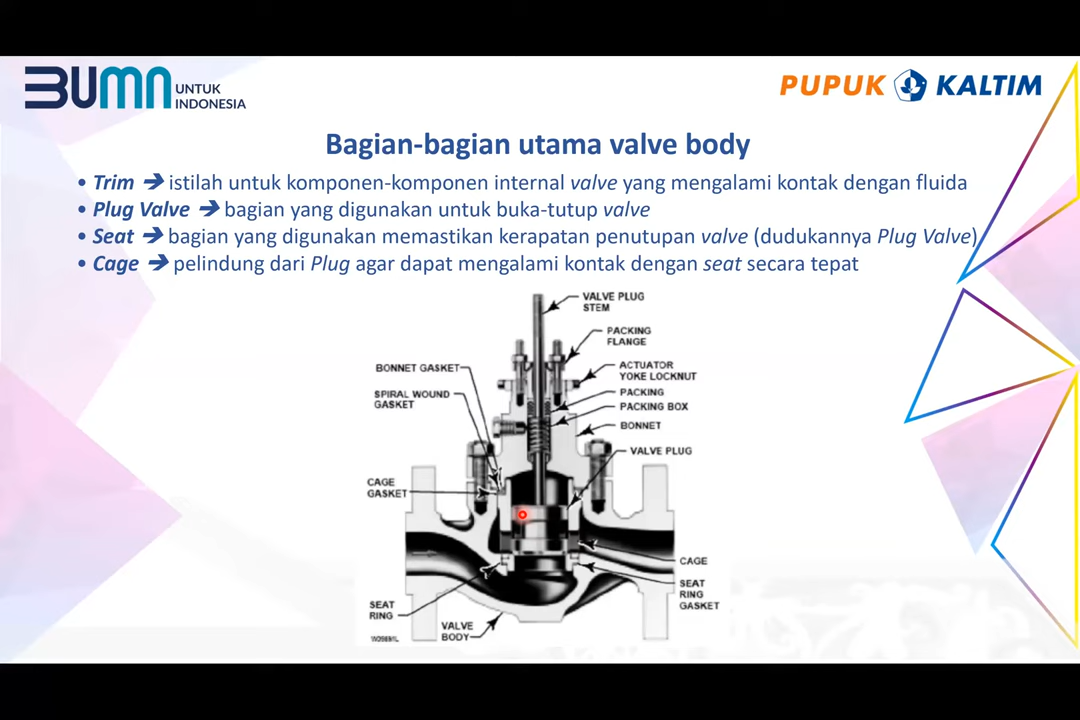 BUMN UNTUK INDONESIA
PUPUK KALTIM
Bagian-bagian utama valve body
• Trim ➔ istilah untuk komponen-komponen internal valve yang mengalami kontak dengan fluida
• Plug Valve ➔ bagian yang digunakan untuk buka-tutup valve
• Seat ➔ bagian yang digunakan memastikan kerapatan penutupan valve (dudukannya Plug Valve)
• Cage ➔ pelindung dari Plug agar dapat mengalami kontak dengan seat secara tepat
VALVE PLUG
STEM
PACKING
FLANGE
BONNET GASKET
ACTUATOR
YOKE LOCKNUT
SPIRAL WOUND
GASKET
PACKING
PACKING BOX
BONNET
VALVE PLUG
CAGE
GASKET
CAGE
SEAT
RING
GASKET
SEAT
RING
VALVE
BODY